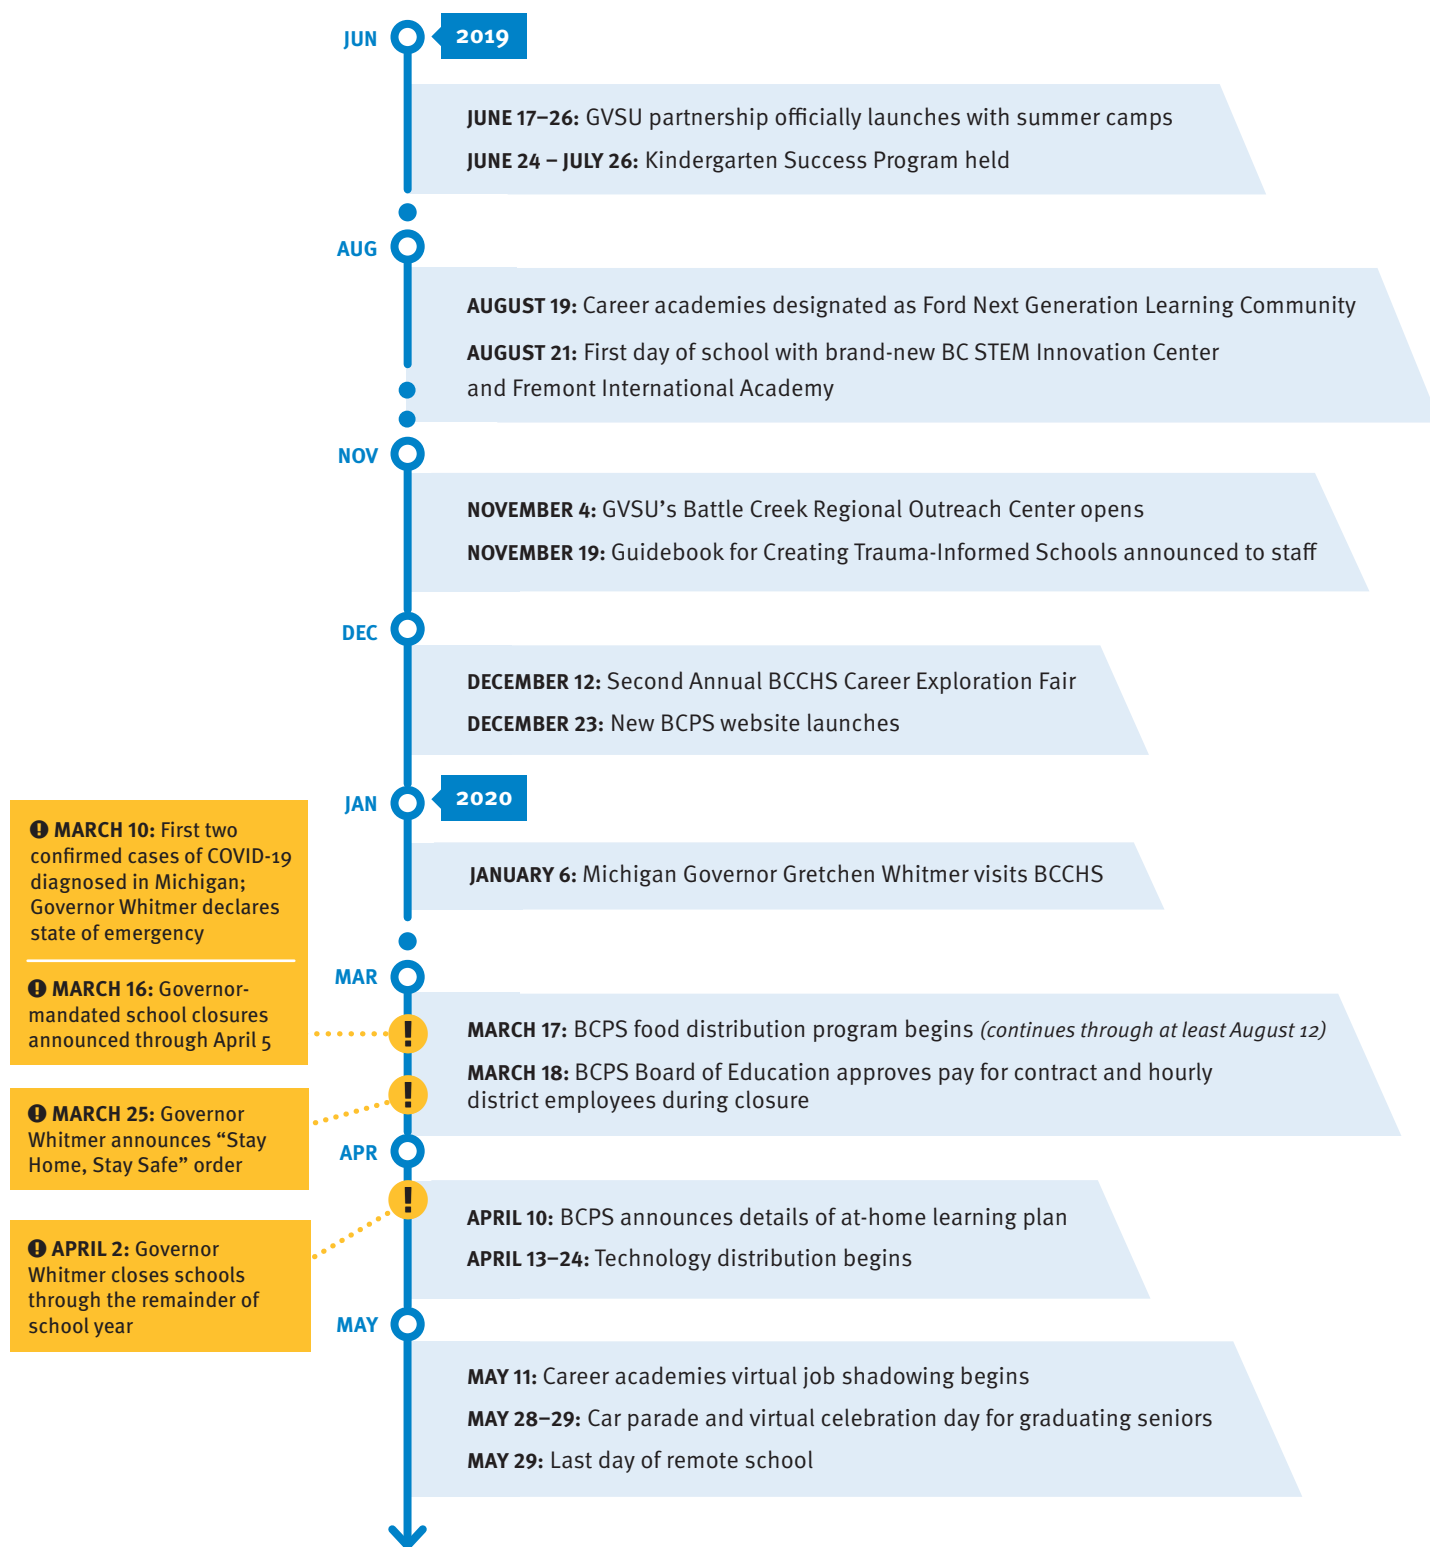 JUN
2019
JUNE 17–26: GVSU partnership officially launches with summer camps
JUNE 24 – JULY 26: Kindergarten Success Program held
AUG
AUGUST 19: Career academies designated as Ford Next Generation Learning Community
AUGUST 21: First day of school with brand-new BC STEM Innovation Center
and Fremont International Academy
NOV
NOVEMBER 4: GVSU’s Battle Creek Regional Outreach Center opens
NOVEMBER 19: Guidebook for Creating Trauma-Informed Schools announced to staff
DEC
DECEMBER 12: Second Annual BCCHS Career Exploration Fair
DECEMBER 23: New BCPS website launches
JAN
2020
JANUARY 6: Michigan Governor Gretchen Whitmer visits BCCHS
! MARCH 10: First two
confirmed cases of COVID-19
diagnosed in Michigan;
Governor Whitmer declares
state of emergency
! MARCH 16: Governor-
mandated school closures
announced through April 5
MAR
!
MARCH 17: BCPS food distribution program begins (continues through at least August 12)
MARCH 18: BCPS Board of Education approves pay for contract and hourly
district employees during closure
! MARCH 25: Governor
Whitmer announces “Stay
Home, Stay Safe” order
!
APR
!
APRIL 10: BCPS announces details of at-home learning plan
APRIL 13–24: Technology distribution begins
! APRIL 2: Governor
Whitmer closes schools
through the remainder of
school year
MAY
MAY 11: Career academies virtual job shadowing begins
MAY 28–29: Car parade and virtual celebration day for graduating seniors
MAY 29: Last day of remote school